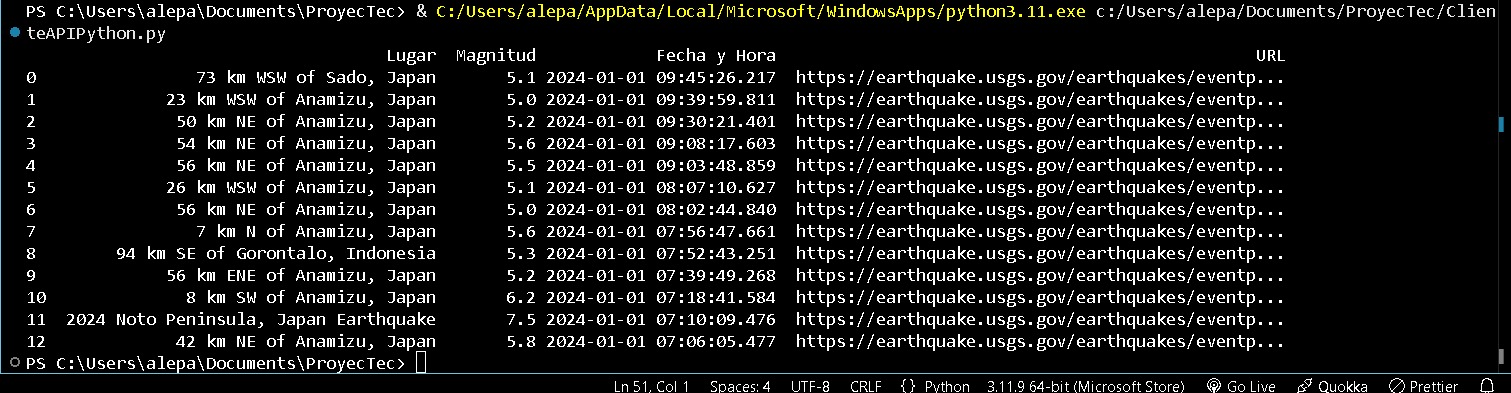 PS C:\Users\alepa\Documents\ProyecTec> & C:/Users/alepa/AppData/Local/Microsoft/WindowsApps/python3.11.exe c:/Users/alepa/Documents/ProyecTec/Clien
teAPIPython.py
Lugar Magnitud Fecha y Hora URL
0 73 km WSW of Sado, Japan 5.1 2024-01-01 09:45:26.217 https://earthquake.usgs.gov/earthquakes/eventp...
1 23 km WSW of Anamizu, Japan 5.0 2024-01-01 09:39:59.811 https://earthquake.usgs.gov/earthquakes/eventp...
2 50 km NE of Anamizu, Japan 5.2 2024-01-01 09:30:21.401 https://earthquake.usgs.gov/earthquakes/eventp...
3 54 km NE of Anamizu, Japan 5.6 2024-01-01 09:08:17.603 https://earthquake.usgs.gov/earthquakes/eventp...
4 56 km NE of Anamizu, Japan 5.5 2024-01-01 09:03:48.859 https://earthquake.usgs.gov/earthquakes/eventp...
5 26 km WSW of Anamizu, Japan 5.1 2024-01-01 08:07:10.627 https://earthquake.usgs.gov/earthquakes/eventp...
6 56 km NE of Anamizu, Japan 5.0 2024-01-01 08:02:44.840 https://earthquake.usgs.gov/earthquakes/eventp...
7 7 km N of Anamizu, Japan 5.6 2024-01-01 07:56:47.661 https://earthquake.usgs.gov/earthquakes/eventp...
8 94 km SE of Gorontalo, Indonesia 5.3 2024-01-01 07:52:43.251 https://earthquake.usgs.gov/earthquakes/eventp...
9 56 km ENE of Anamizu, Japan 5.2 2024-01-01 07:39:49.268 https://earthquake.usgs.gov/earthquakes/eventp...
10 8 km SW of Anamizu, Japan 6.2 2024-01-01 07:18:41.584 https://earthquake.usgs.gov/earthquakes/eventp...
11 2024 Noto Peninsula, Japan Earthquake 7.5 2024-01-01 07:10:09.476 https://earthquake.usgs.gov/earthquakes/eventp...
12 42 km NE of Anamizu, Japan 5.8 2024-01-01 07:06:05.477 https://earthquake.usgs.gov/earthquakes/eventp...
PS C:\Users\alepa\Documents\ProyecTec>
Ln 51, Col 1 Spaces: 4 UTF-8 CRLF {} Python 3.11.9 64-bit (Microsoft Store) Go Live Quokka Prettier